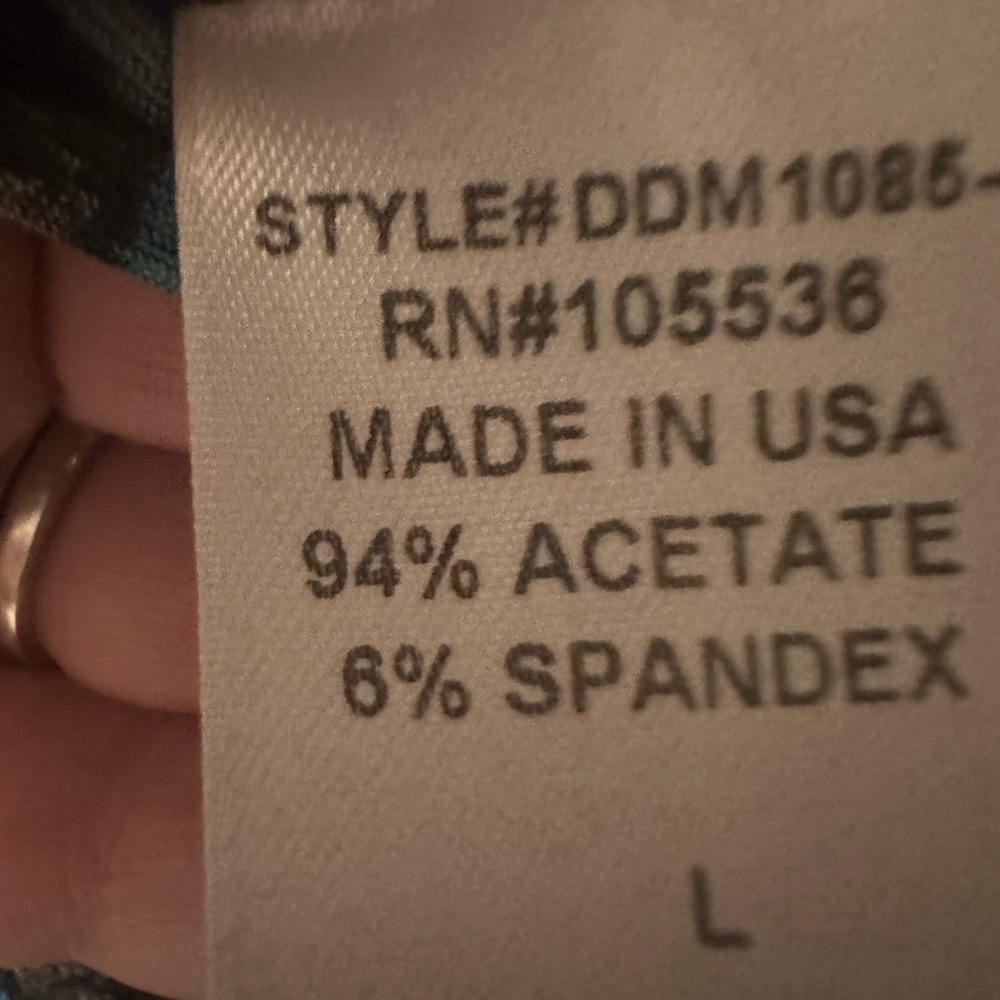 STYLE#DDM1085-
RN#105536
MADE IN USA
94% ACETATE
6% SPANDEX
L